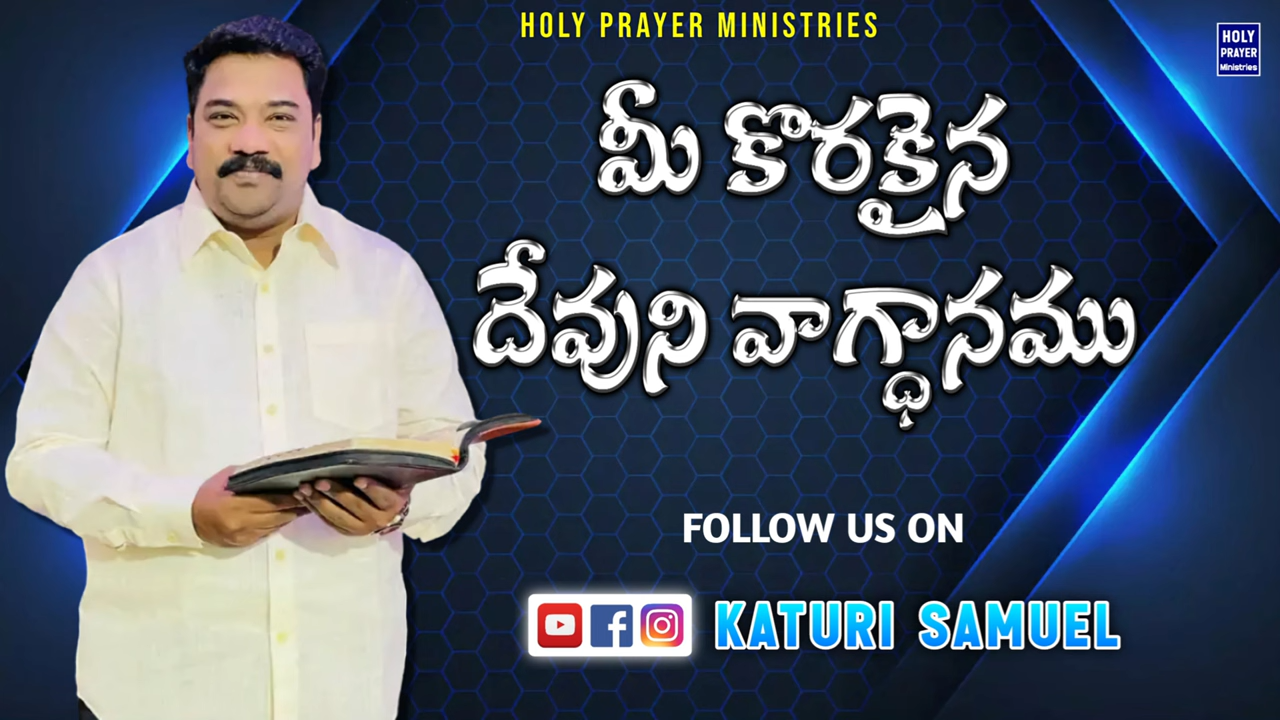 HOLY PRAYER MINISTRIES
HOLY
PRAYER
Ministries
మీ కొరకైన
దేవుని వాగ్ధానము
FOLLOW US ON
KATURI SAMUEL